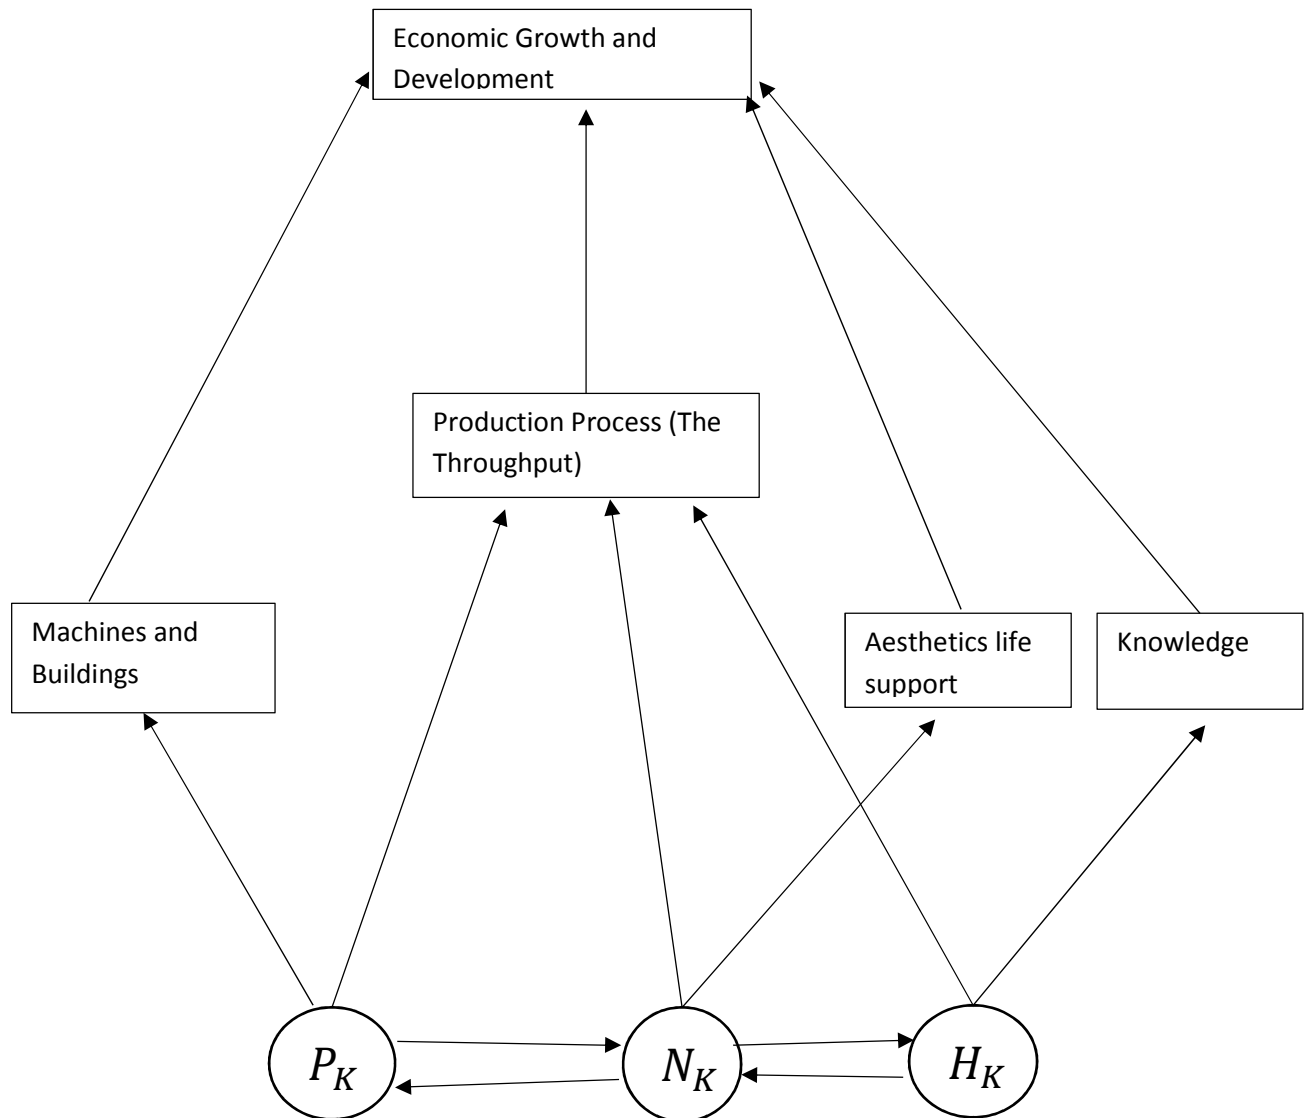 Economic Growth and
Development
Production Process (The
Throughput)
Machines and
Buildings
Aesthetics life
support
Knowledge
P_K
N_K
H_K